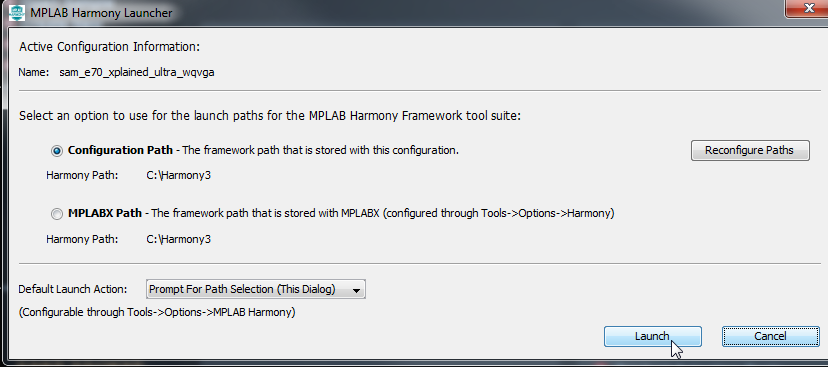 MPLAB Harmony Launcher
Active Configuration Information:
Name: sam_e70_xplained_ultra_wqvga
Select an option to use for the launch paths for the MPLAB Harmony Framework tool suite:
Configuration Path - The framework path that is stored with this configuration. Reconfigure Paths
Harmony Path: C:\Harmony3
MPLABX Path - The framework path that is stored with MPLABX (configured through Tools->Options->Harmony)
Harmony Path: C:\Harmony3
Default Launch Action: Prompt For Path Selection (This Dialog)
(Configurable through Tools->Options->MPLAB Harmony)
Launch Cancel